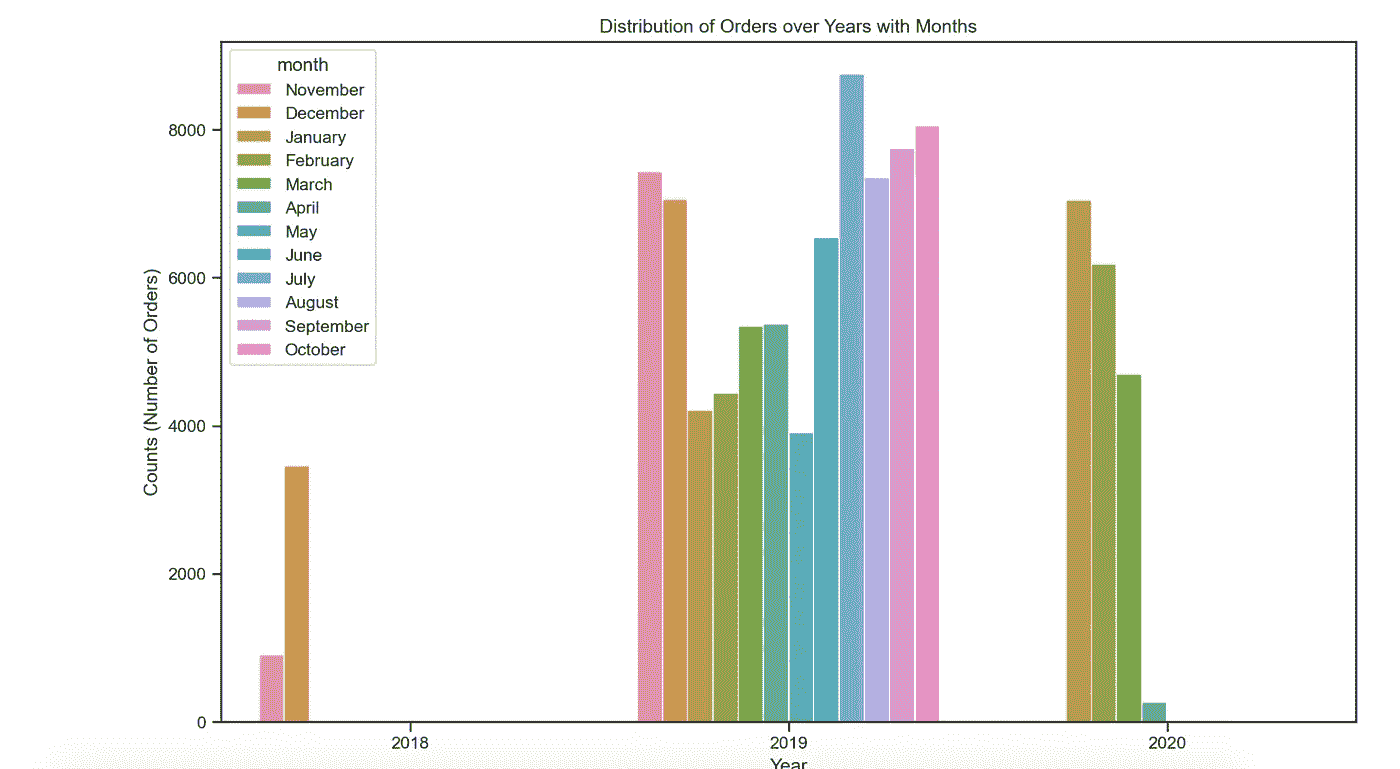 Distribution of Orders over Years with Months
month
November
December
January
February
March
April
May
June
July
August
September
October
Counts (Number of Orders)
8000
6000
4000
2000
0
2018
2019
2020
Year